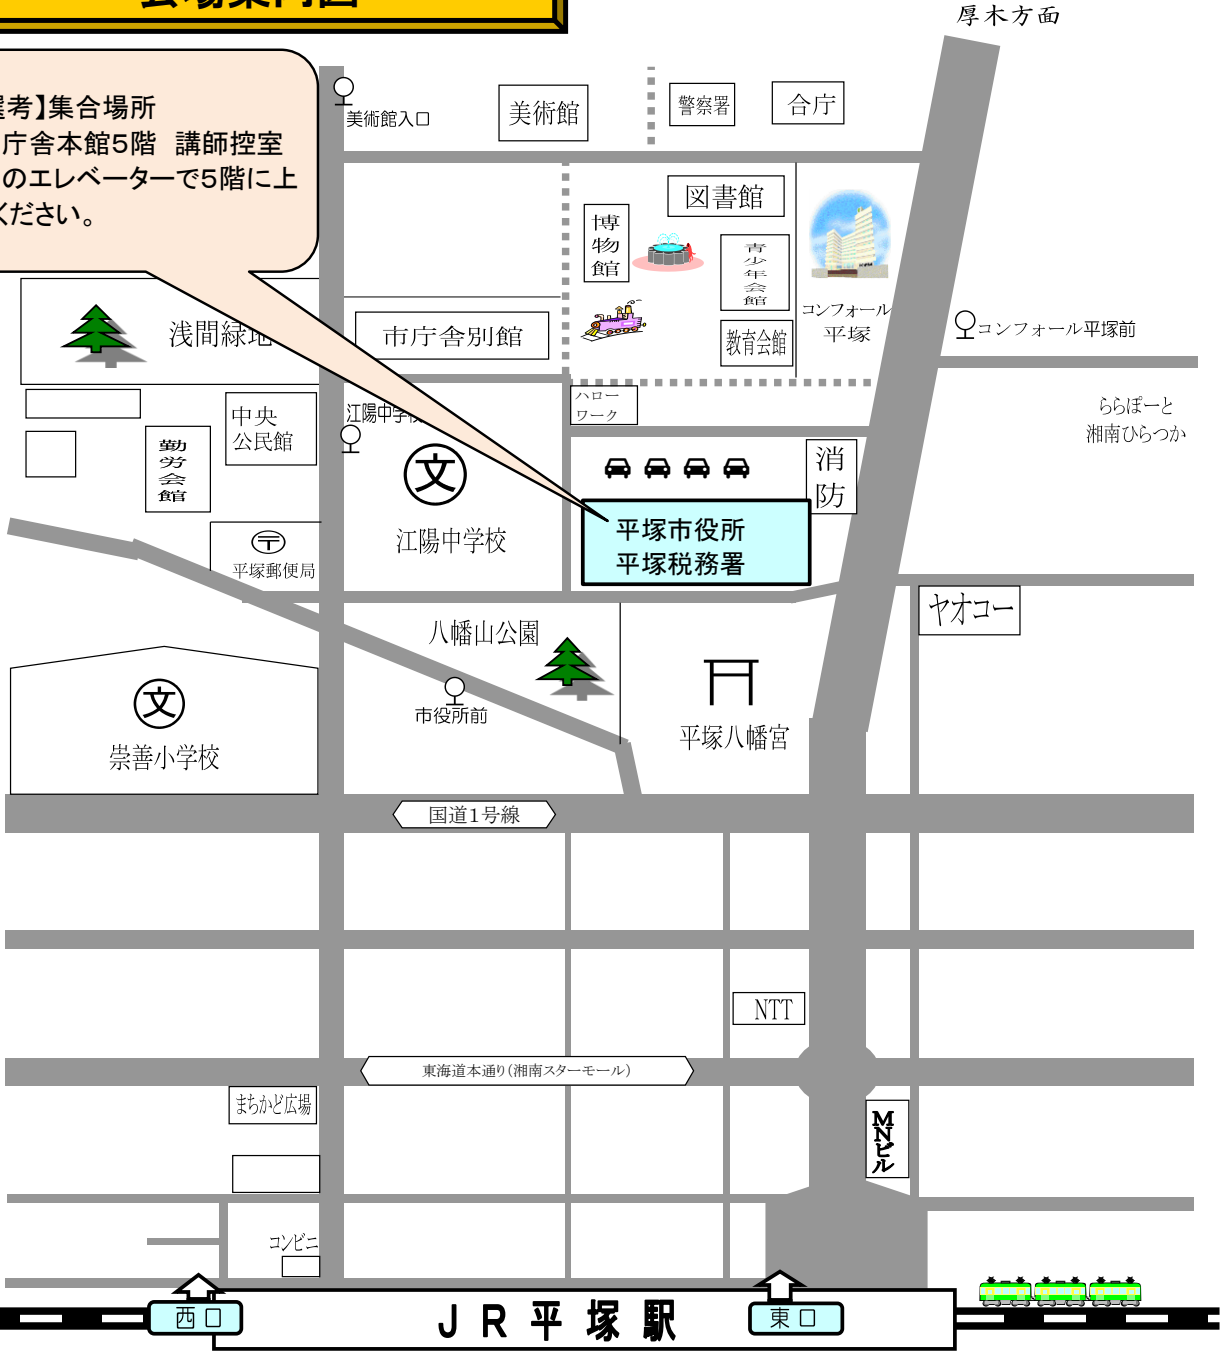 会場案内図
厚木方面
選考】集合場所
庁舎本館5階 講師控室
のエレベーターで5階に上
ください。
美術館入口
美術館
警察署
合庁
図書館
博物館
青少年会館
教育会館
コンフォール
平塚
コンフォール平塚前
浅間緑地
市庁舎別館
ハロー
ワーク
ららぽーと
湘南ひらつか
中央
公民館
勤労会館
江陽中学校
消防
江陽中学校
平塚市役所
平塚税務署
平塚郵便局
ヤオコー
八幡山公園
市役所前
平塚八幡宮
崇善小学校
国道1号線
NTT
東海道本通り(湘南スターモール)
まちかど広場
MNビル
コンビニ
西口
JR平塚駅
東口